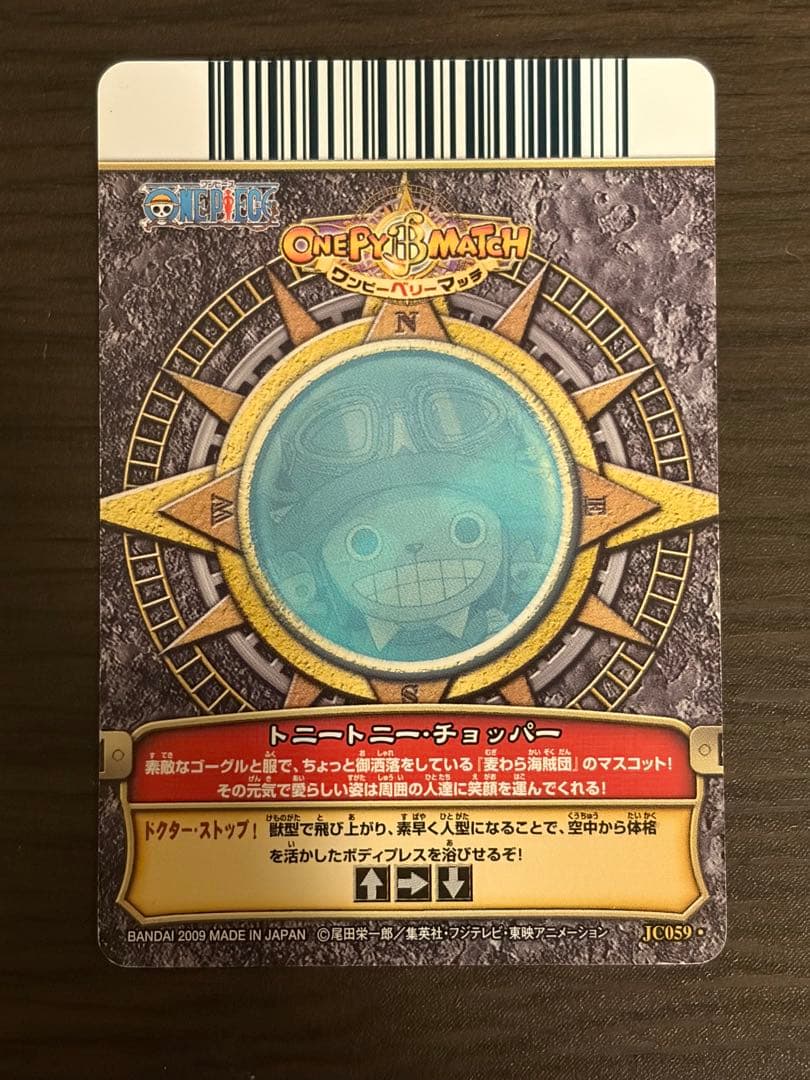 ワンピース
ONE PIECE
ONEPY B MATCH
ワンピーベリーマッチ
N
W
E
S
トニートニー・チョッパー
素敵なゴーグルと服で、ちょっと御洒落をしている『麦わら海賊団』のマスコット!
その元気で愛らしい姿は周囲の人達に笑顔を運んでくれる!
ドクター・ストップ! 獣型で飛び上がり、素早く人型になることで、空中から体格
を活かしたボディプレスを浴びせるぞ!
BANDAI 2009 MADE IN JAPAN ©尾田栄一郎/集英社・フジテレビ・東映アニメーション
JC059